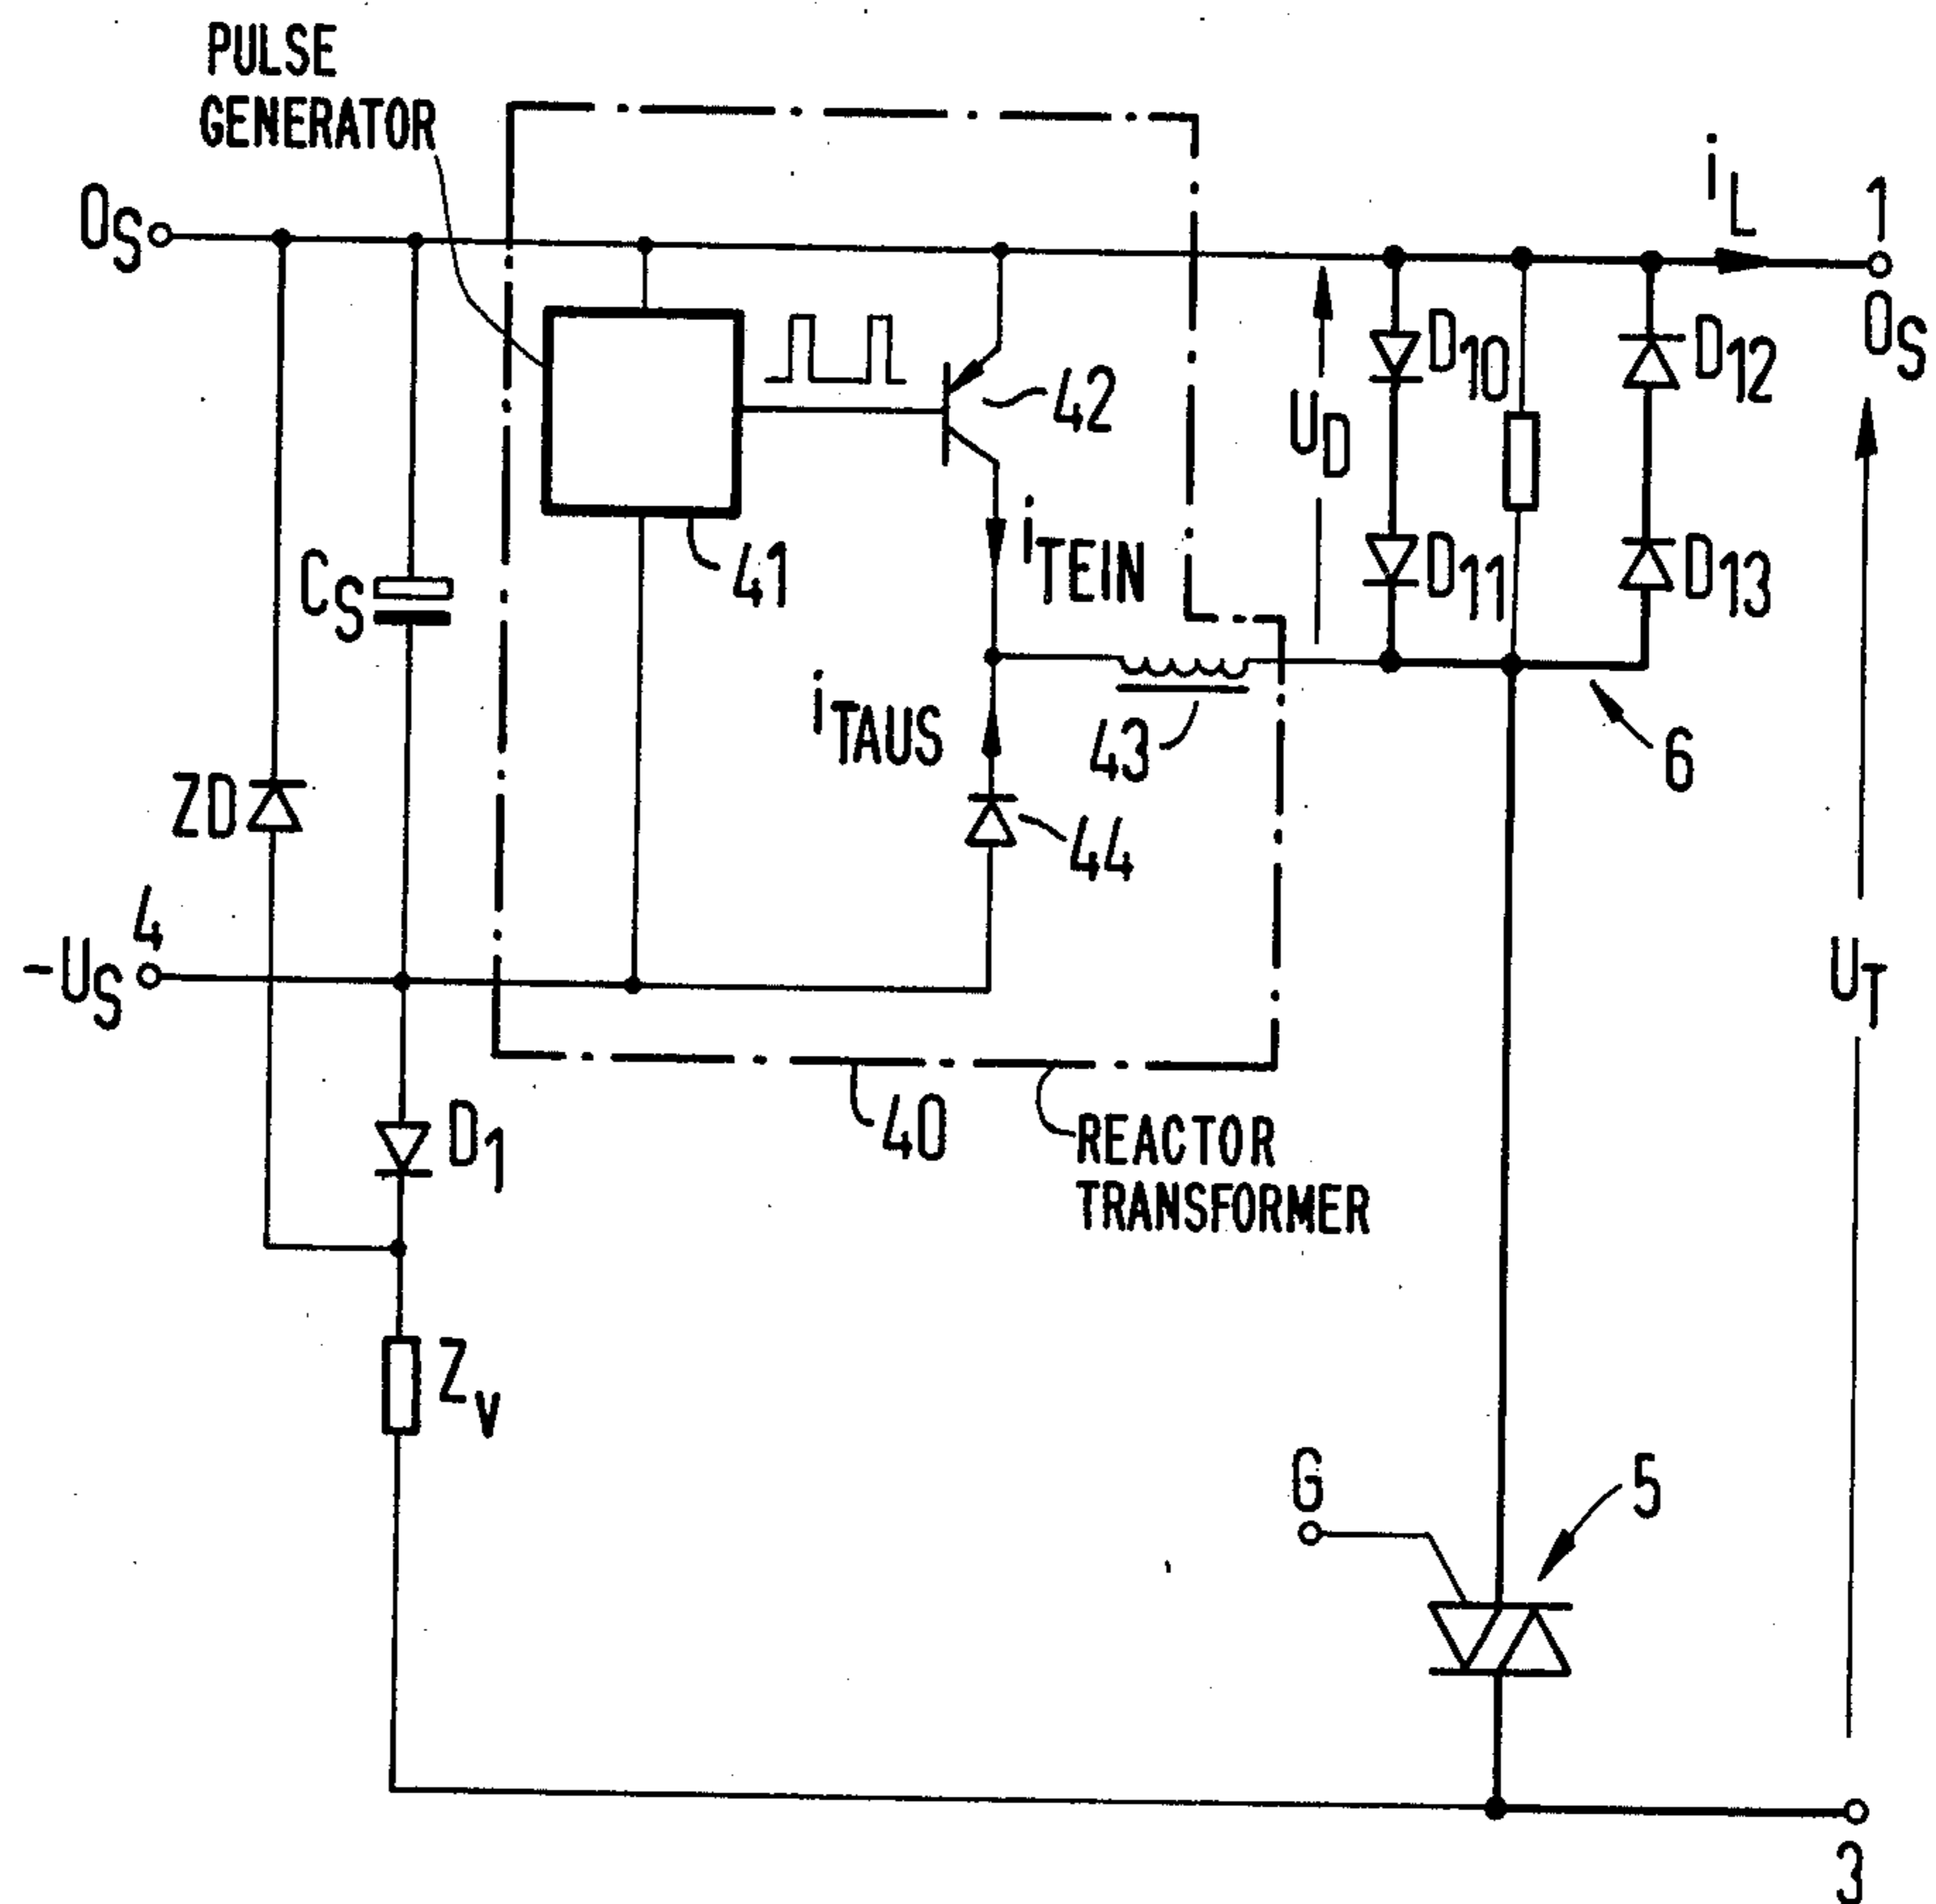 PULSE
GENERATOR
0S
iL
1
0S
D10
D12
42
UD
iTEIN
D11
D13
CS
41
iTAUS
43
6
ZD
44
4
-US
UT
40
REACTOR
TRANSFORMER
D1
ZV
G
5
3